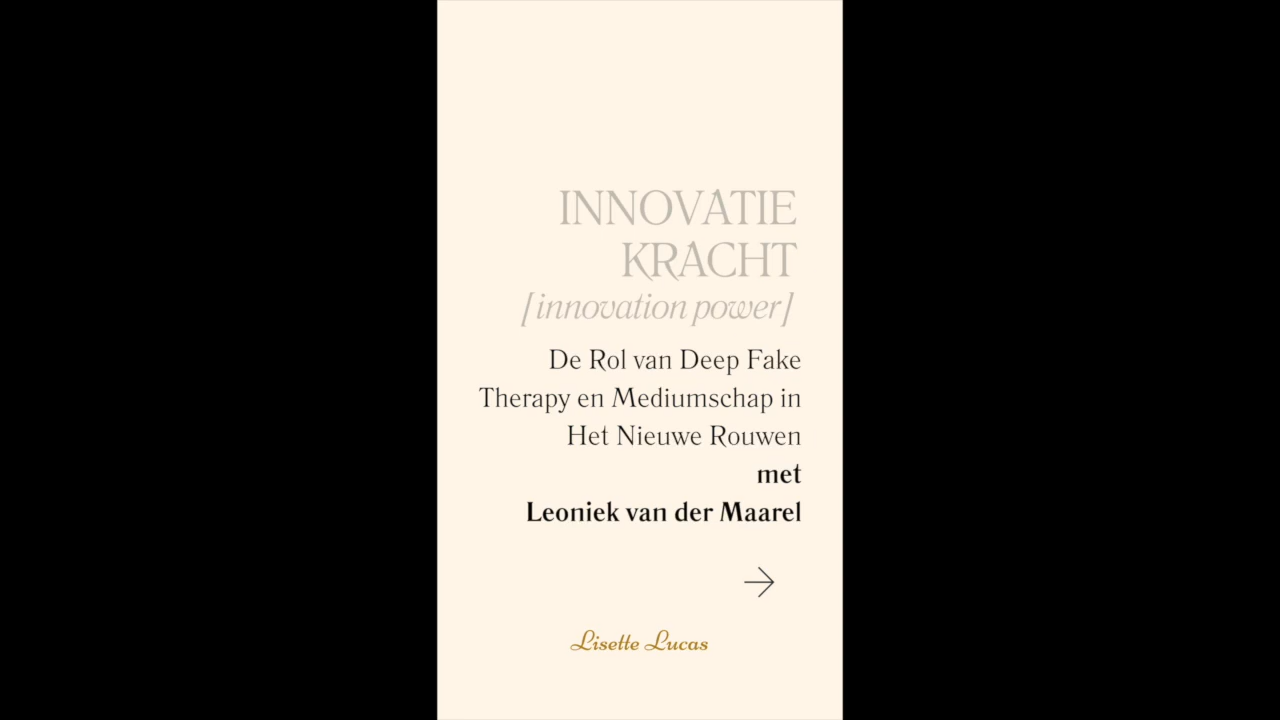 INNOVATIE
KRACHT
[innovation power]
De Rol van Deep Fake
Therapy en Mediumschap in
Het Nieuwe Rouwen
met
Leoniek van der Maarel
Lisette Lucas